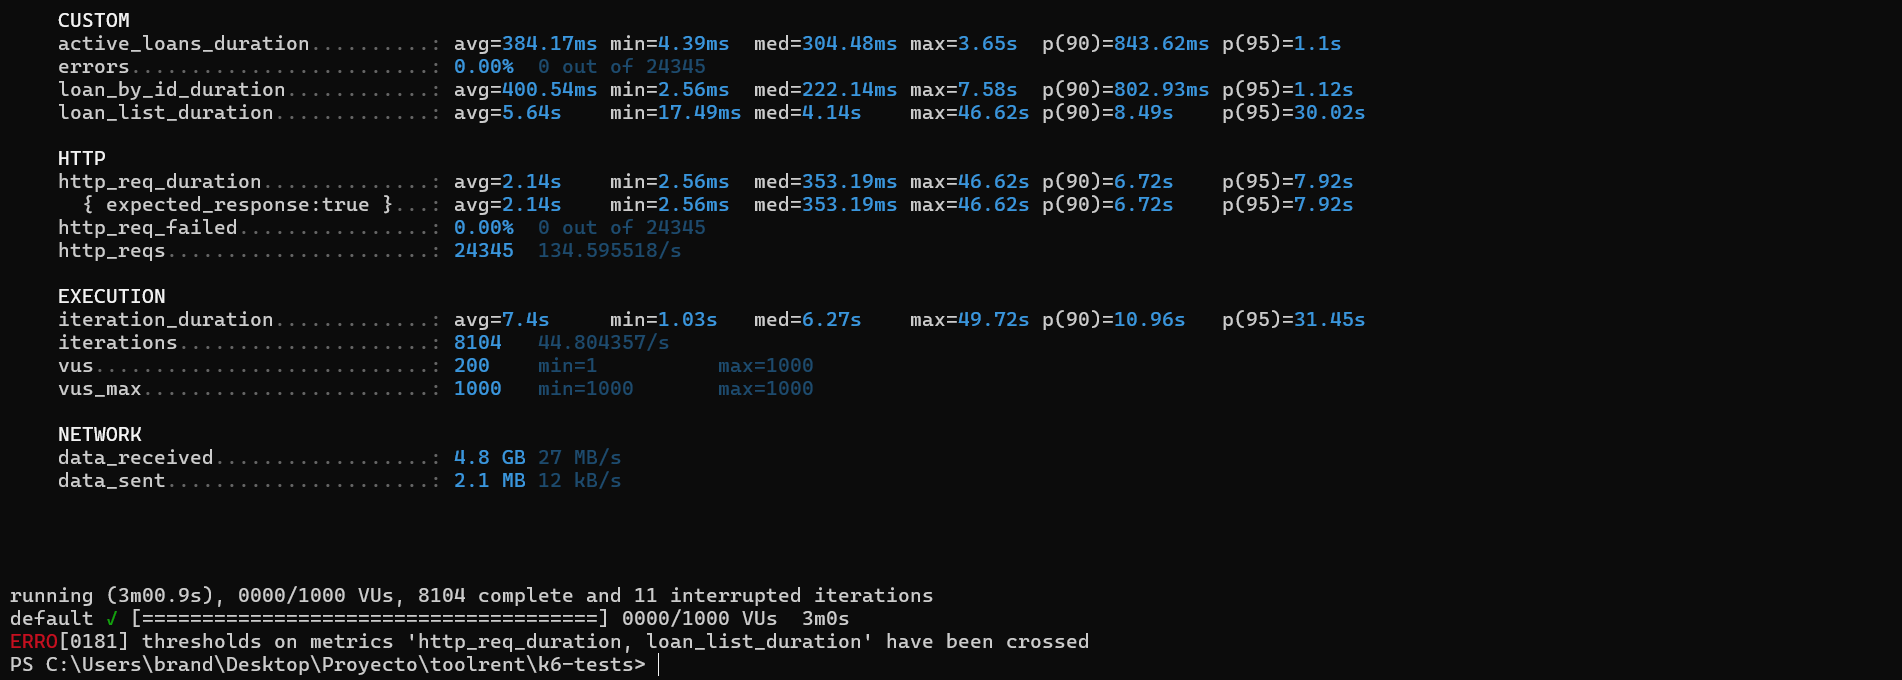 CUSTOM
active_loans_duration..........: avg=384.17ms min=4.39ms  med=304.48ms max=3.65s  p(90)=843.62ms p(95)=1.1s
errors.........................: 0.00%  0 out of 24345
loan_by_id_duration............: avg=400.54ms min=2.56ms  med=222.14ms max=7.58s  p(90)=802.93ms p(95)=1.12s
loan_list_duration.............: avg=5.64s    min=17.49ms med=4.14s    max=46.62s p(90)=8.49s    p(95)=30.02s
HTTP
http_req_duration..............: avg=2.14s    min=2.56ms  med=353.19ms max=46.62s p(90)=6.72s    p(95)=7.92s
{ expected_response:true }...: avg=2.14s    min=2.56ms  med=353.19ms max=46.62s p(90)=6.72s    p(95)=7.92s
http_req_failed................: 0.00%  0 out of 24345
http_reqs......................: 24345  134.595518/s
EXECUTION
iteration_duration.............: avg=7.4s     min=1.03s   med=6.27s    max=49.72s p(90)=10.96s   p(95)=31.45s
iterations.....................: 8104   44.804357/s
vus............................: 200    min=1          max=1000
vus_max........................: 1000   min=1000       max=1000
NETWORK
data_received..................: 4.8 GB 27 MB/s
data_sent......................: 2.1 MB 12 kB/s
running (3m00.9s), 0000/1000 VUs, 8104 complete and 11 interrupted iterations
default ✓ [======================================] 0000/1000 VUs  3m0s
ERRO[0181] thresholds on metrics 'http_req_duration, loan_list_duration' have been crossed
PS C:\Users\brand\Desktop\Proyecto\toolrent\k6-tests>